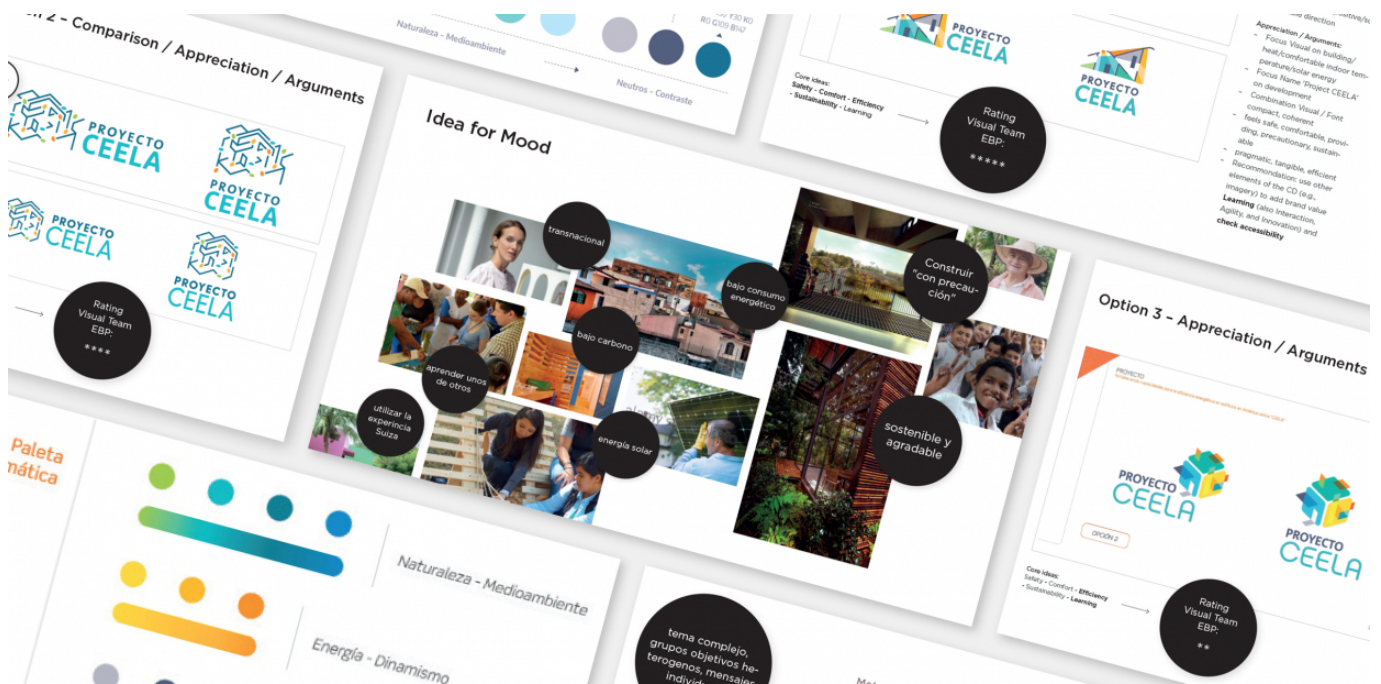 2 - Comparison / Appreciation / Arguments
PROYECTO
CEELA
PROYECTO
CEELA
PROYECTO
CEELA
PROYECTO
CEELA
Rating
Visual Team
EBP:
****
Naturaleza - Medioambiente
Neutros - Contraste
R0 G109 B147
Idea for Mood
transnacional
bajo consumo
energético
Construir
"con precau-
ción"
bajo carbono
aprender unos
de otros
utilizar la
experincia
Suiza
energía solar
sostenible y
agradable
PROYECTO
CEELA
PROYECTO
CEELA
Core ideas:
Safety - Comfort - Efficiency
- Sustainability - Learning
Rating
Visual Team
EBP:
*****
direction
Appreciation / Arguments:
- Focus Visual on building/
heat/comfortable indoor tem-
perature/solar energy
- Focus Name 'Project CEELA'
on development
- Combination Visual / Font
compact, coherent
- feels safe, comfortable, provi-
ding, precautionary, sustain-
able
- pragmatic, tangible, efficient
- Recommondation: use other
elements of the CD (e.g.,
imagery) to add brand value
Learning (also Interaction,
Agility, and Innovation) and
check accessibility
Option 3 - Appreciation / Arguments
PROYECTO
PROYECTO
CEELA
PROYECTO
CEELA
OPCIÓN 2
Core ideas:
Safety - Comfort - Efficiency
- Sustainability - Learning
Rating
Visual Team
EBP:
**
Paleta
Naturaleza - Medioambiente
Energía - Dinamismo
tema complejo,
grupos objetivos he-
terogenos, mensajes